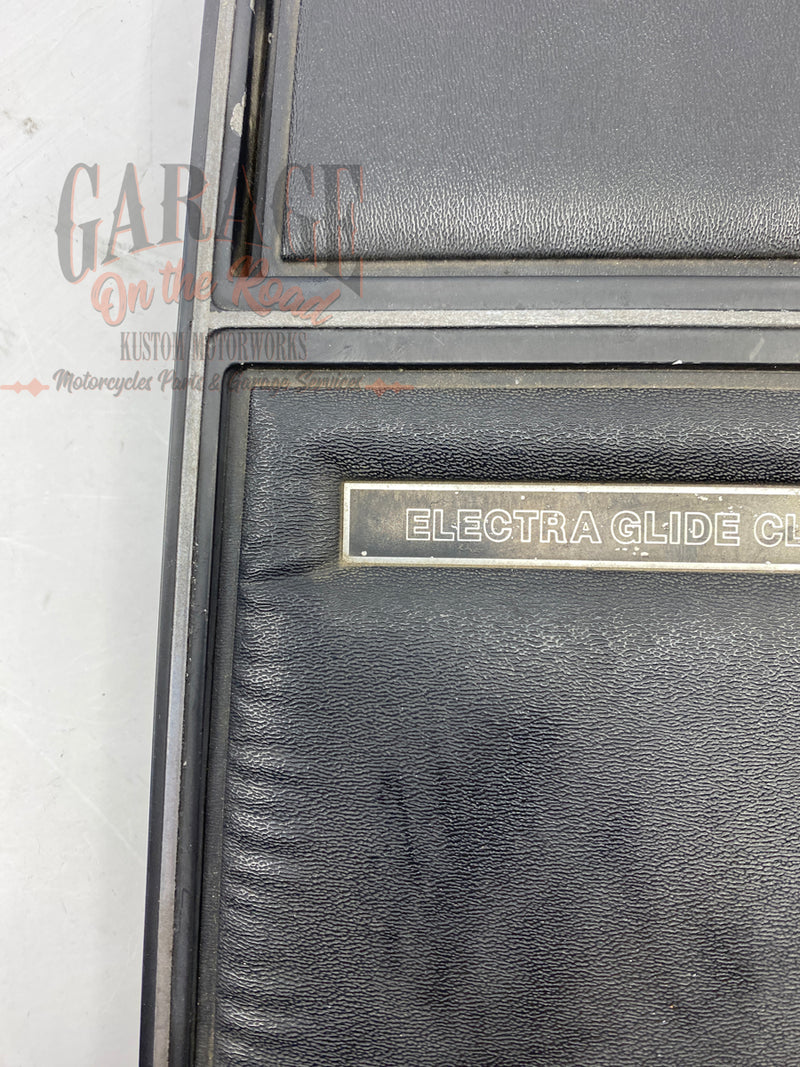 GARAGE
On the Road
KUSTOM MOTORWORKS
Motorcycles Parts & Garage Services
ELECTRA GLIDE CL